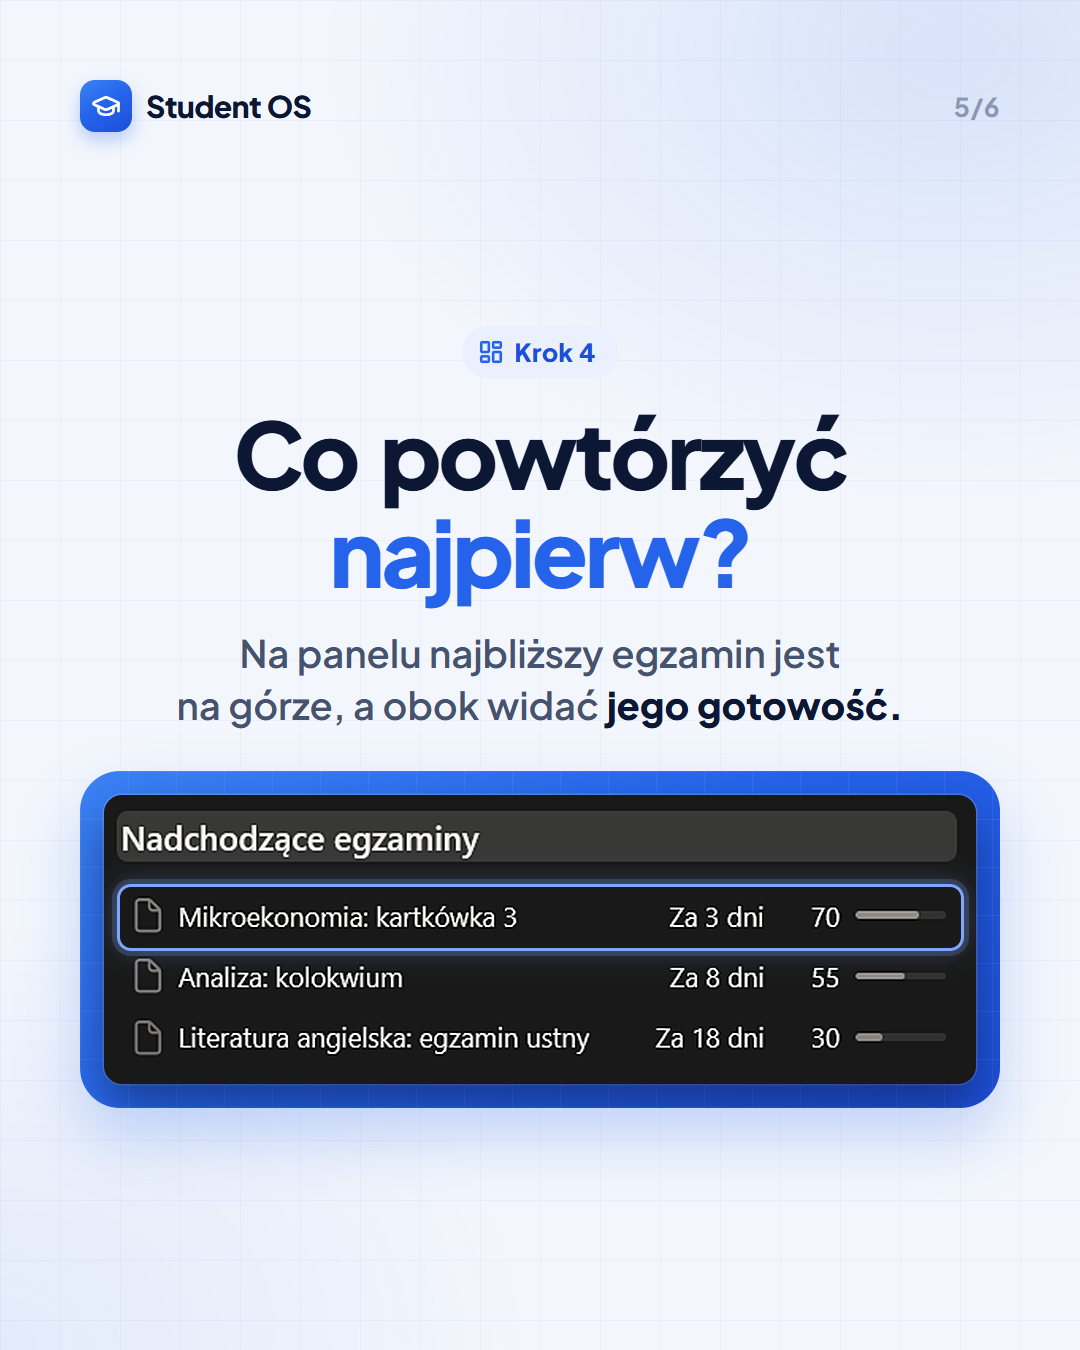 Student OS
5/6
Krok 4
Co powtórzyć
najpierw?
Na panelu najbliższy egzamin jest
na górze, a obok widać jego gotowość.
Nadchodzące egzaminy
Mikroekonomia: kartkówka 3 Za 3 dni 70
Analiza: kolokwium Za 8 dni 55
Literatura angielska: egzamin ustny Za 18 dni 30